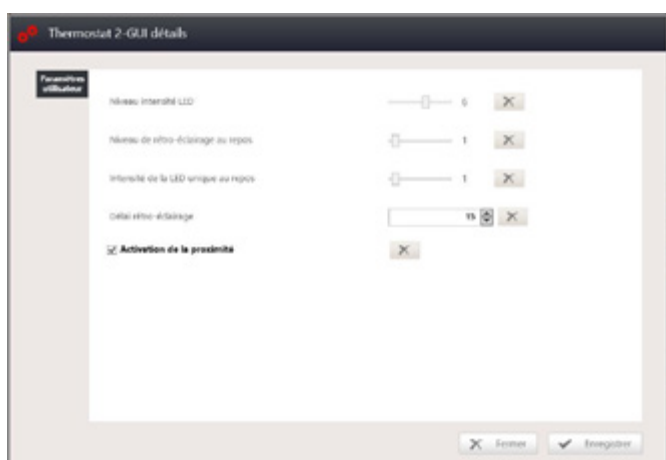 Thermostat 2-GUI détails
Paramètres
utilisateur
Niveau intensité LED 6
Niveau de rétro-éclairage au repos 1
Intensité de la LED unique au repos 1
Délai rétro-éclairage 15
Activation de la proximité
Fermer Enregistrer